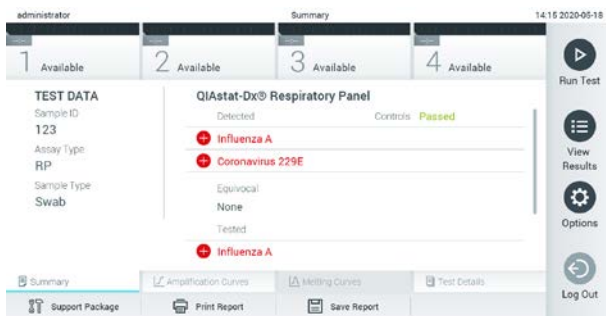 administrator Summary 14:15 2020-05-18
1 Available 2 Available 3 Available 4 Available
Run Test
TEST DATA
Sample ID
123
Assay Type
RP
Sample Type
Swab
QIAstat-Dx® Respiratory Panel
Detected Controls Passed
Influenza A
Coronavirus 229E
Equivocal
None
Tested
Influenza A
View
Results
Options
Log Out
Summary Amplification Curves Melting Curves Test Details
Support Package Print Report Save Report